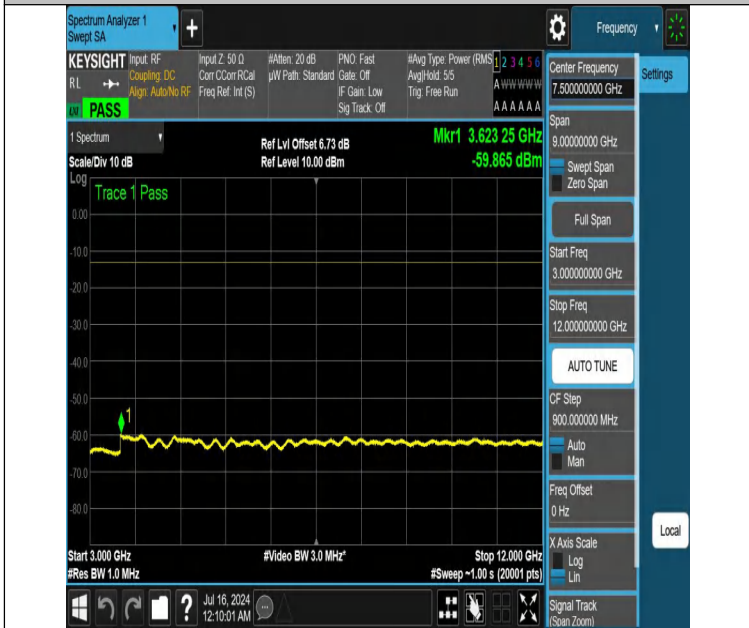 Spectrum Analyzer 1
Swept SA
+
Frequency
KEYSIGHT
RL
LXI
PASS
Input: RF
Coupling: DC
Align: Auto/No RF
Input Z: 50 Ω
Corr CCorr RCal
Freq Ref: Int (S)
#Atten: 20 dB
µW Path: Standard
PNO: Fast
Gate: Off
IF Gain: Low
Sig Track: Off
#Avg Type: Power (RMS
Avg|Hold: 5/5
Trig: Free Run
1 2 3 4 5 6
A W W W W W
A A A A A A
1 Spectrum
Scale/Div 10 dB
Ref Lvl Offset 6.73 dB
Ref Level 10.00 dBm
Mkr1 3.623 25 GHz
-59.865 dBm
Log
Trace 1 Pass
0.00
-10.0
-20.0
-30.0
-40.0
-50.0
-60.0
-70.0
-80.0
1
Start 3.000 GHz
#Res BW 1.0 MHz
#Video BW 3.0 MHz*
Stop 12.000 GHz
#Sweep ~1.00 s (20001 pts)
Jul 16, 2024
12:10:01 AM
?
Center Frequency
7.500000000 GHz
Settings
Span
9.00000000 GHz
Swept Span
Zero Span
Full Span
Start Freq
3.000000000 GHz
Stop Freq
12.000000000 GHz
AUTO TUNE
CF Step
900.000000 MHz
Auto
Man
Freq Offset
0 Hz
X Axis Scale
Log
Lin
Local
Signal Track
(Span Zoom)